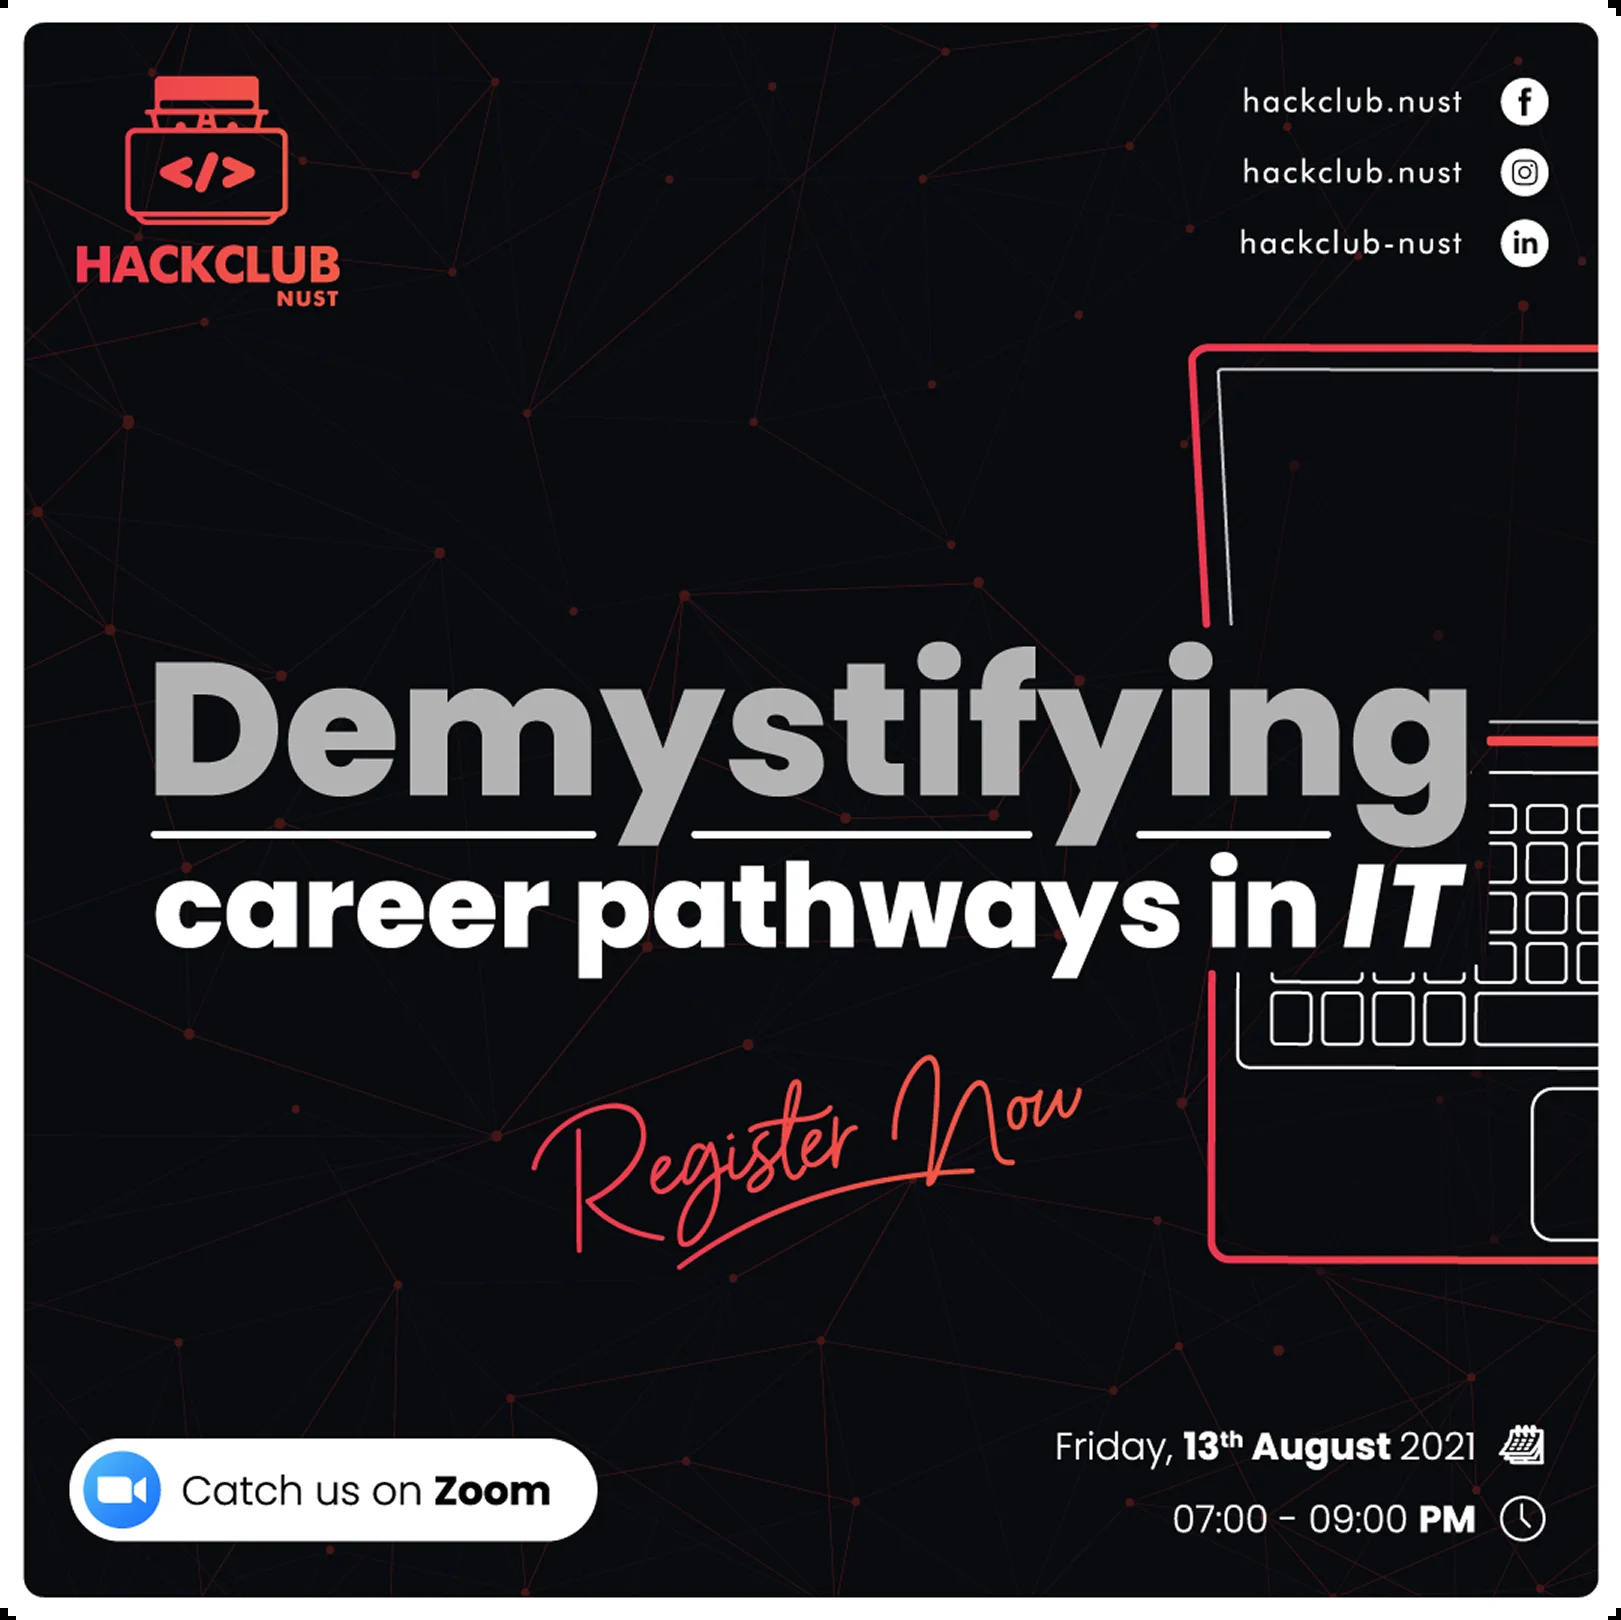 </>
HACKCLUB
NUST
hackclub.nust
hackclub.nust
hackclub-nust
Demystifying
career pathways in IT
Register Now
Catch us on Zoom
Friday, 13th August 2021
07:00 - 09:00 PM